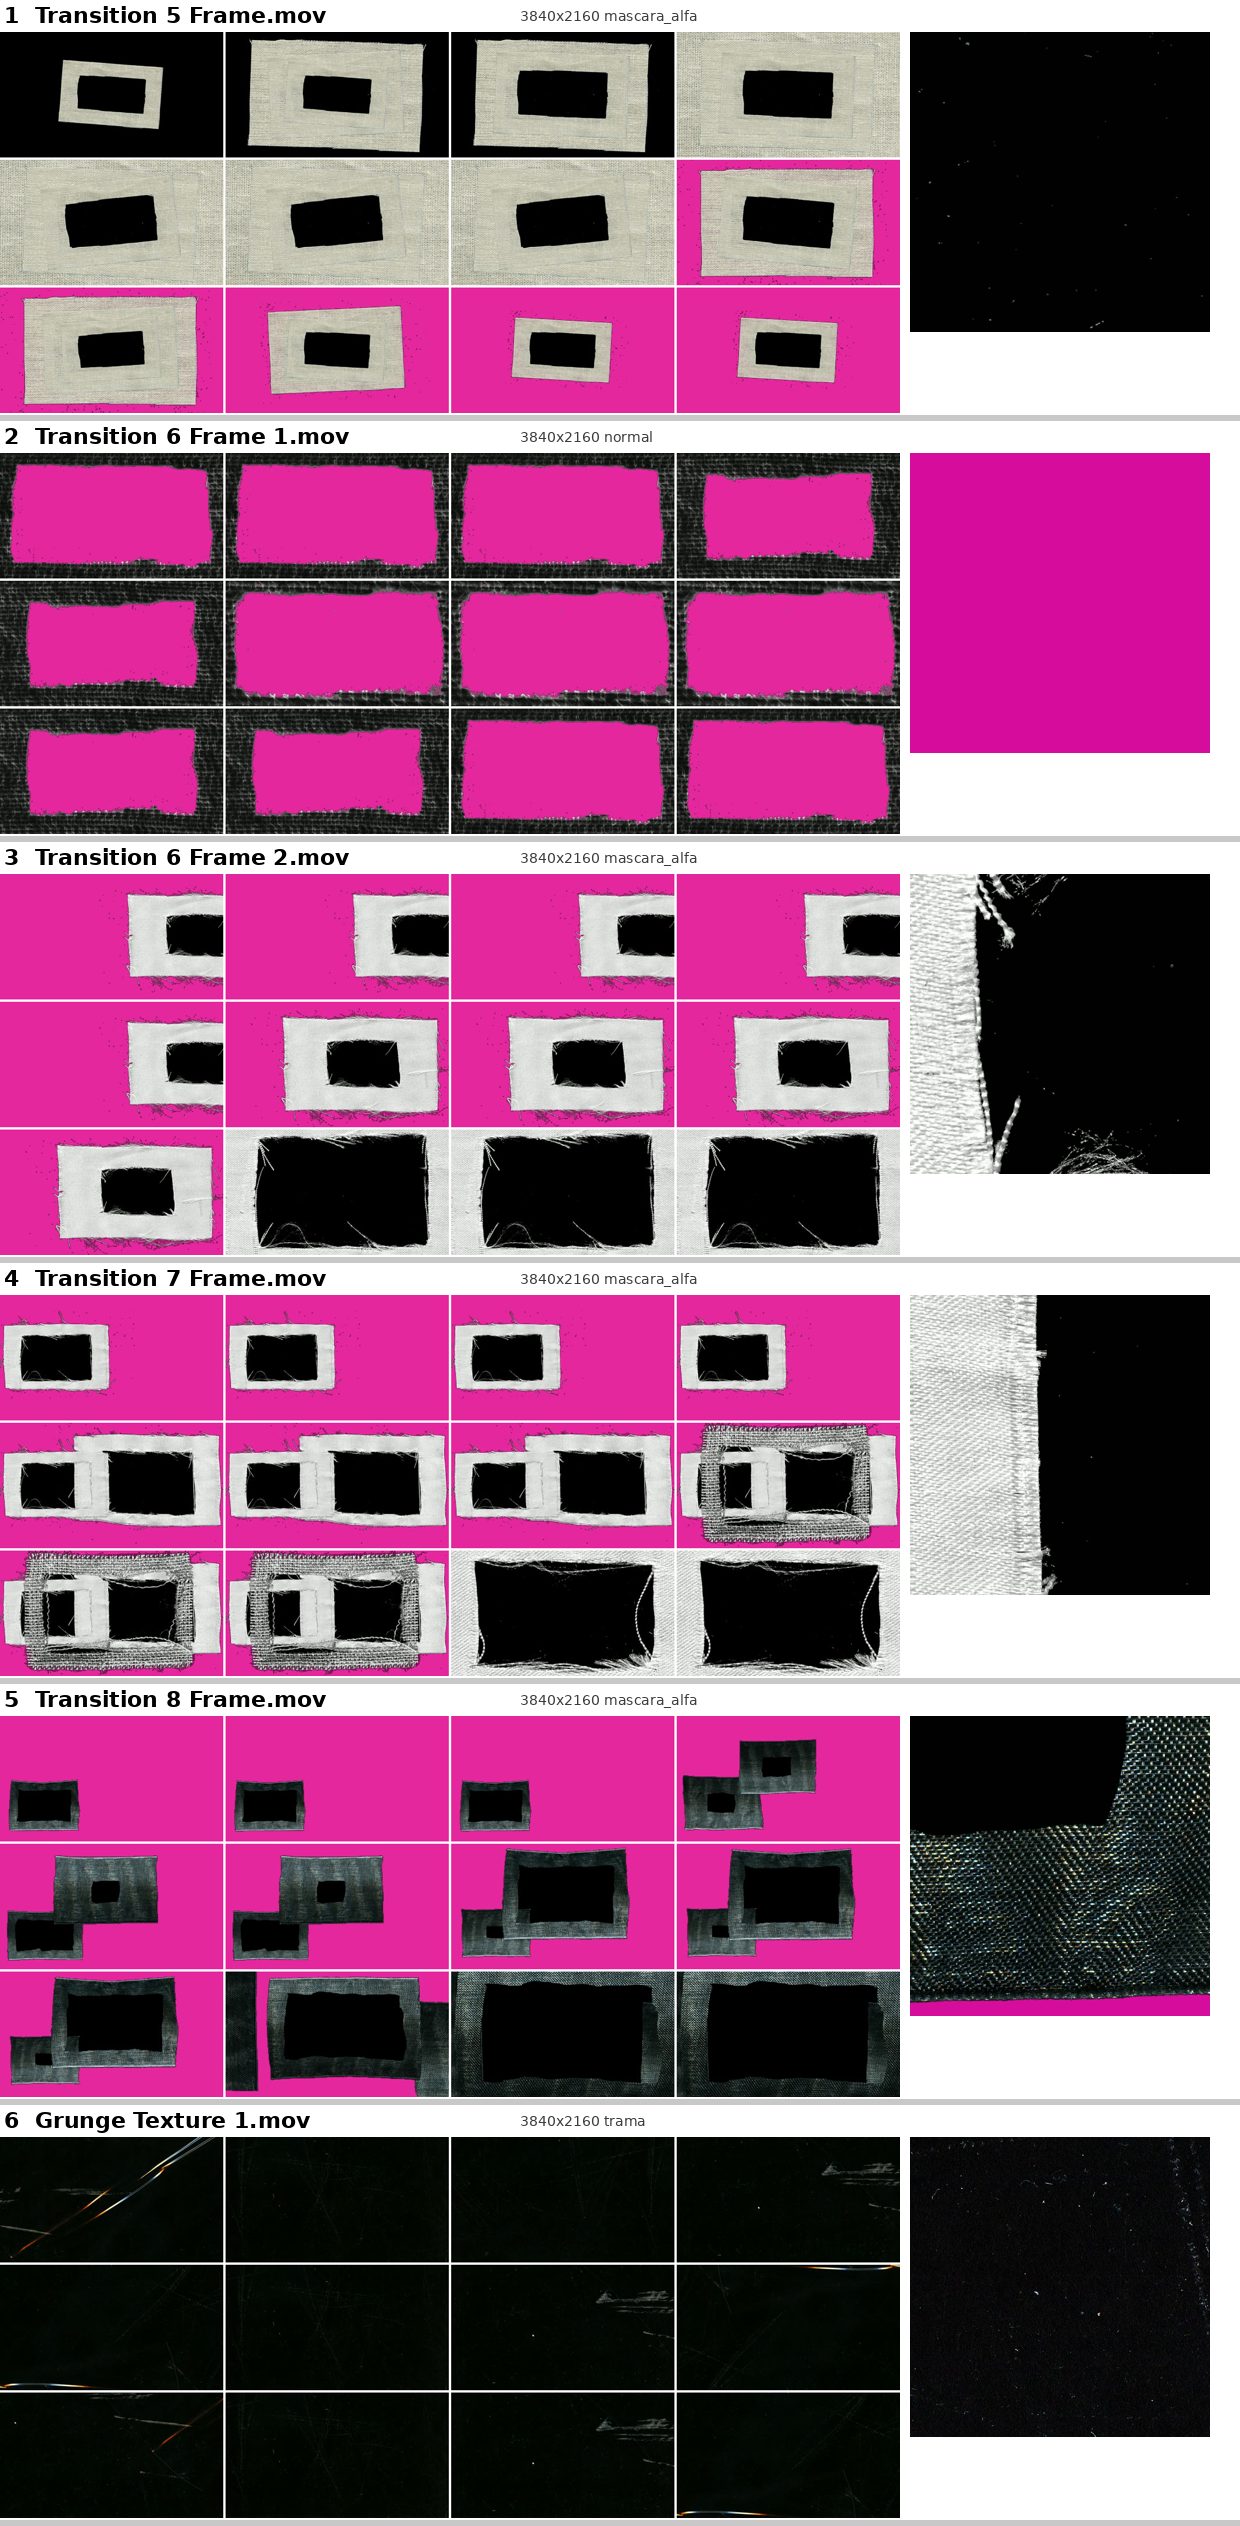 1 Transition 5 Frame.mov 3840x2160 mascara_alfa
2 Transition 6 Frame 1.mov 3840x2160 normal
3 Transition 6 Frame 2.mov 3840x2160 mascara_alfa
4 Transition 7 Frame.mov 3840x2160 mascara_alfa
5 Transition 8 Frame.mov 3840x2160 mascara_alfa
6 Grunge Texture 1.mov 3840x2160 trama